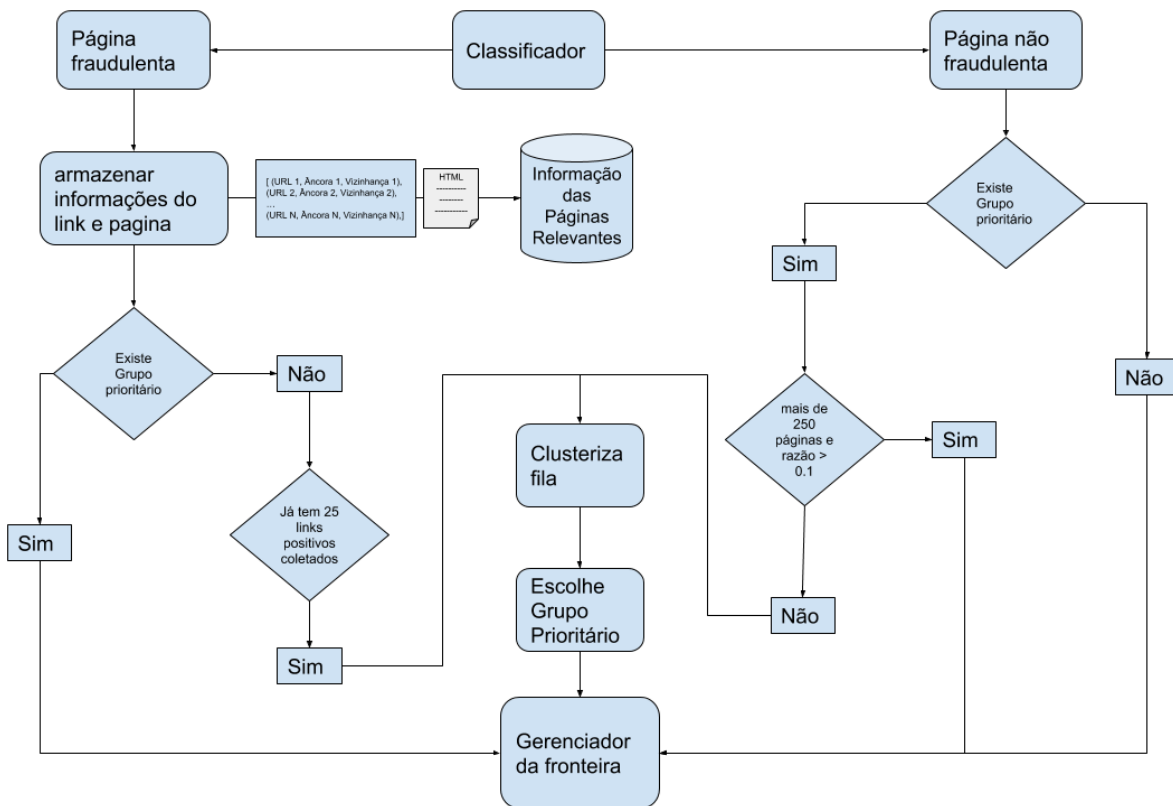 Página
fraudulenta
Classificador
Página não
fraudulenta
armazenar
informações do
link e pagina
[ (URL 1, Âncora 1, Vizinhança 1),
(URL 2, Âncora 2, Vizinhança 2),
...
(URL N, Âncora N, Vizinhança N),]
HTML
-----------
--------
------------
Informação
das
Páginas
Relevantes
Existe
Grupo
prioritário
Sim
Não
Existe
Grupo
prioritário
Não
Já tem 25
links
positivos
coletados
Sim
Sim
Clusteriza
fila
Escolhe
Grupo
Prioritário
mais de
250
páginas e
razão >
0.1
Sim
Não
Gerenciador
da fronteira